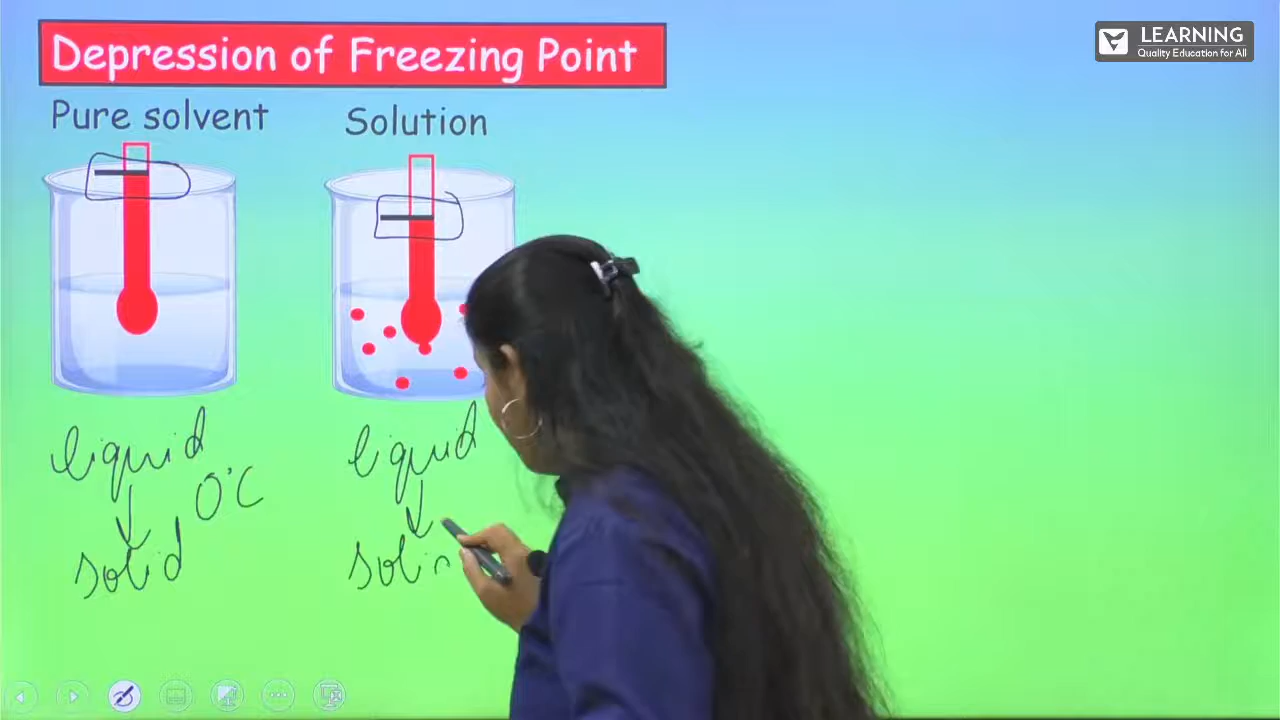 Depression of Freezing Point
LEARNING
Quality Education for All
Pure solvent
Solution
liquid
0°C
solid
liquid